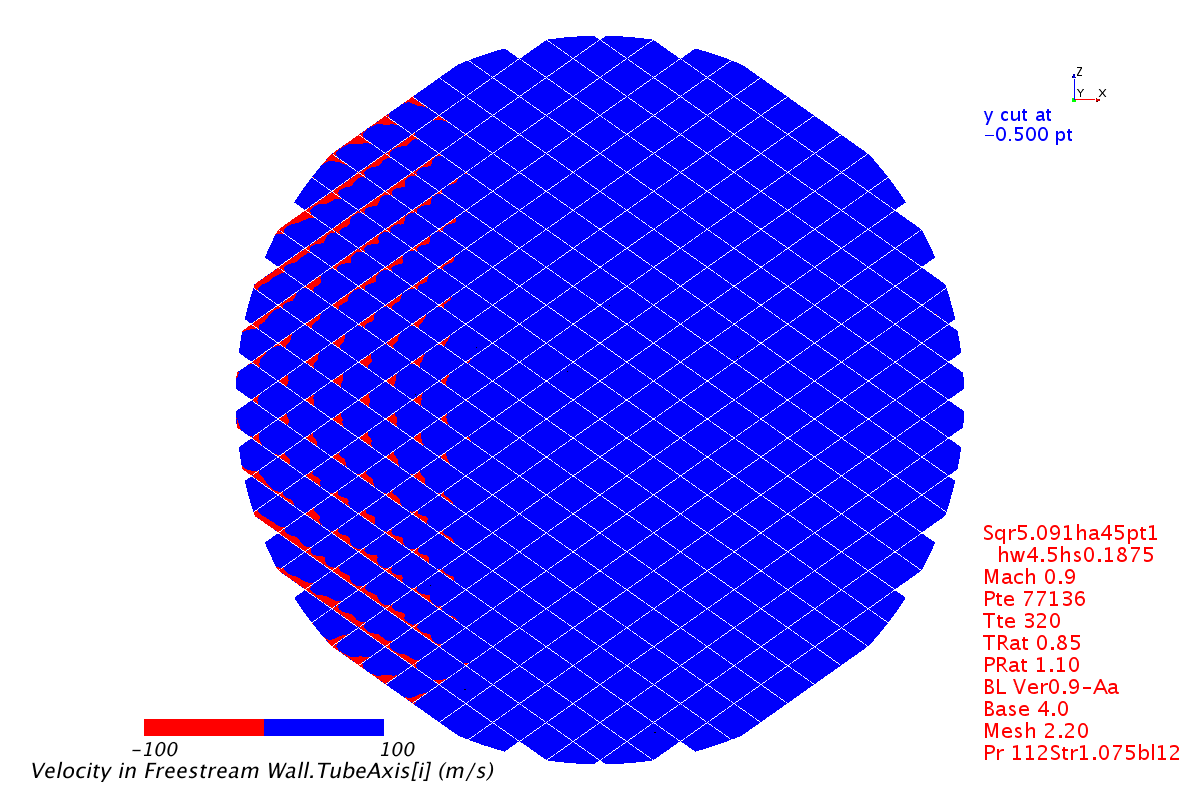 Z
Y X
y cut at
−0.500 pt
Sqr5.091ha45pt1
hw4.5hs0.1875
Mach 0.9
Pte 77136
Tte 320
TRat 0.85
PRat 1.10
BL Ver0.9−Aa
Base 4.0
Mesh 2.20
Pr 112Str1.075bl12
−100 100
Velocity in Freestream Wall.TubeAxis[i] (m/s)